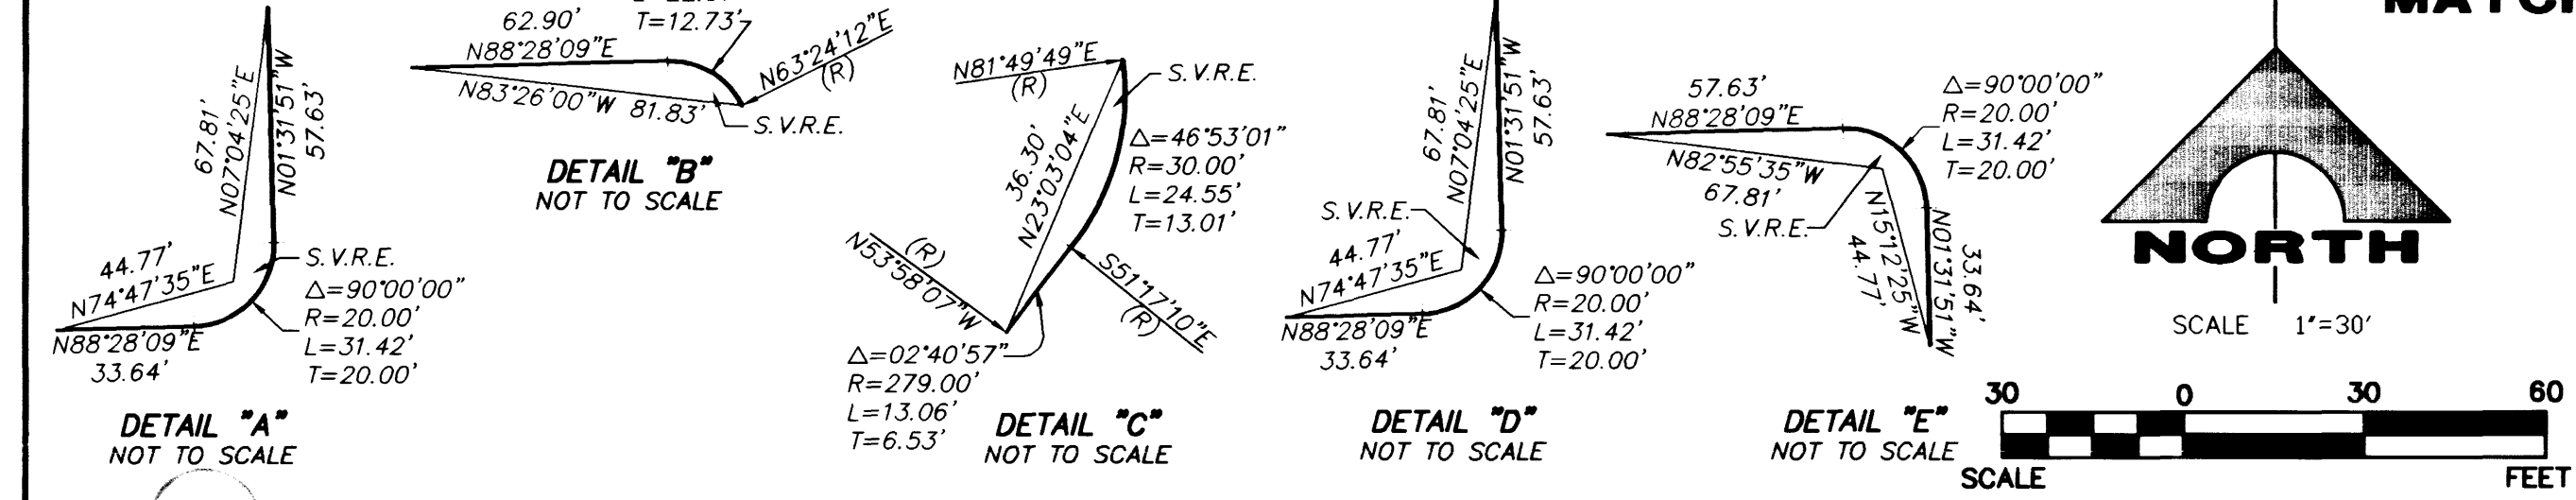 67.81'
N07°04'25"E
N01°31'51"W
57.63'
44.77'
N74°47'35"E
S.V.R.E.
Δ=90°00'00"
R=20.00'
L=31.42'
T=20.00'
N88°28'09"E
33.64'
DETAIL "A"
NOT TO SCALE
62.90'
T=12.73'
N88°28'09"E
N63°24'12"E
(R)
N83°26'00"W 81.83'
S.V.R.E.
DETAIL "B"
NOT TO SCALE
N81°49'49"E
(R)
S.V.R.E.
36.30'
N23°03'04"E
Δ=46°53'01"
R=30.00'
L=24.55'
T=13.01'
(R)
N53°58'07"W
S51°17'10"E
(R)
Δ=02°40'57"
R=279.00'
L=13.06'
T=6.53'
DETAIL "C"
NOT TO SCALE
67.81'
N07°04'25"E
N01°31'51"W
57.63'
S.V.R.E.
44.77'
N74°47'35"E
Δ=90°00'00"
R=20.00'
L=31.42'
T=20.00'
N88°28'09"E
33.64'
DETAIL "D"
NOT TO SCALE
57.63'
N88°28'09"E
Δ=90°00'00"
R=20.00'
L=31.42'
T=20.00'
N82°55'35"W
67.81'
S.V.R.E.
N15°12'25"W
44.77'
N01°31'51"W
33.64'
DETAIL "E"
NOT TO SCALE
NORTH
SCALE 1"=30'
30 0 30 60
SCALE FEET